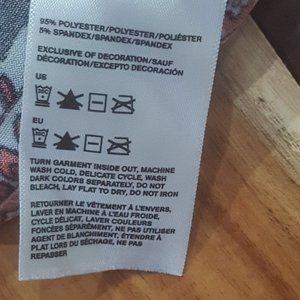 95% POLYESTER/POLYESTER/POLIÉSTER
5% SPANDEX/SPANDEX/SPANDEX
EXCLUSIVE OF DECORATION/SAUF
DÉCORATION/EXCEPTO DECORACIÓN
US
EU
TURN GARMENT INSIDE OUT, MACHINE
WASH COLD, DELICATE CYCLE, WASH
DARK COLORS SEPARATELY, DO NOT
BLEACH, LAY FLAT TO DRY, DO NOT IRON
RETOURNER LE VÊTEMENT À L'ENVERS,
LAVER EN MACHINE À L'EAU FROIDE,
CYCLE DÉLICAT, LAVER COULEURS
FONCÉES SÉPARÉMENT, NE PAS UTILISER
AGENT DE BLANCHIMENT, ÉTENDRE À
PLAT LORS DU SÉCHAGE, NE PAS
REPASSER